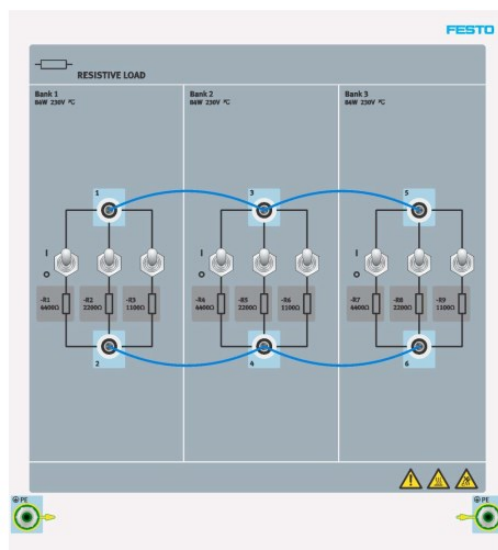 FESTO
RESISTIVE LOAD
Bank 1
Bank 2
Bank 3
1
3
5
I
I
I
O
O
O
-R1
4400Ω
-R2
2200Ω
-R3
1100Ω
-R4
4400Ω
-R5
2200Ω
-R6
1100Ω
-R7
4400Ω
-R8
2200Ω
-R9
1100Ω
2
4
6
PE
PE